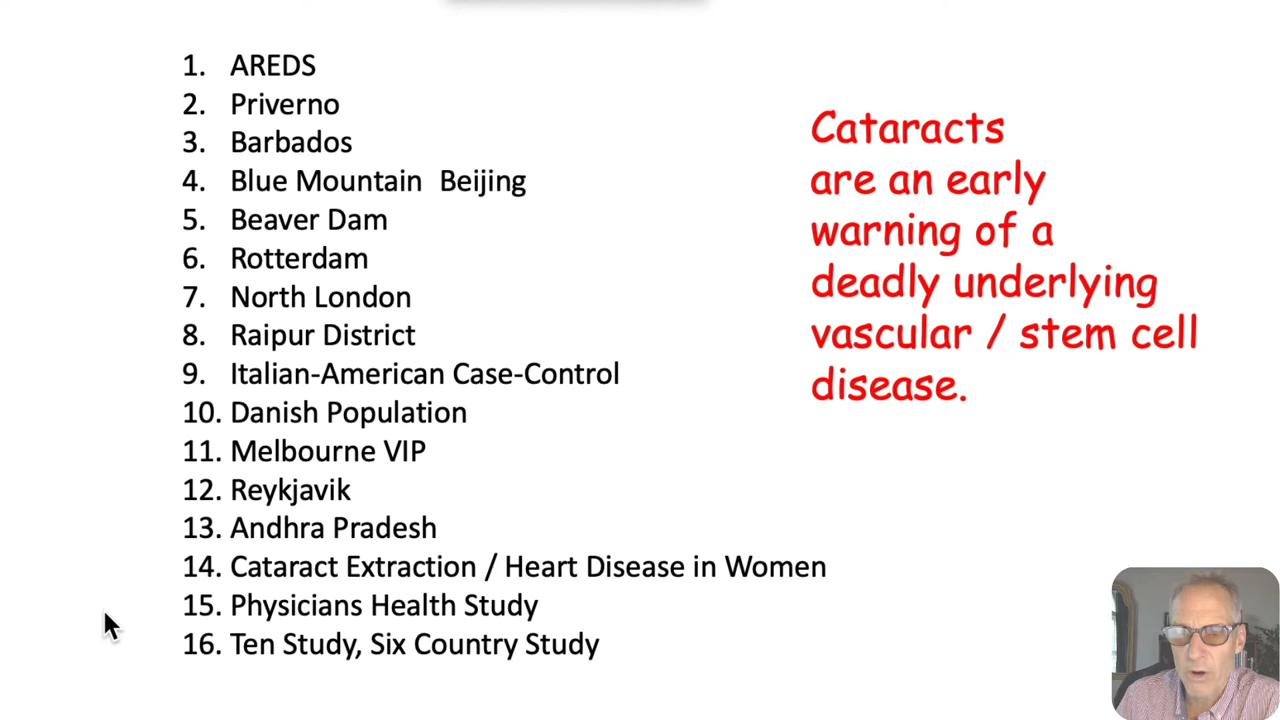 1. AREDS
2. Priverno
3. Barbados
4. Blue Mountain  Beijing
5. Beaver Dam
6. Rotterdam
7. North London
8. Raipur District
9. Italian-American Case-Control
10. Danish Population
11. Melbourne VIP
12. Reykjavik
13. Andhra Pradesh
14. Cataract Extraction / Heart Disease in Women
15. Physicians Health Study
16. Ten Study, Six Country Study
Cataracts
are an early
warning of a
deadly underlying
vascular / stem cell
disease.